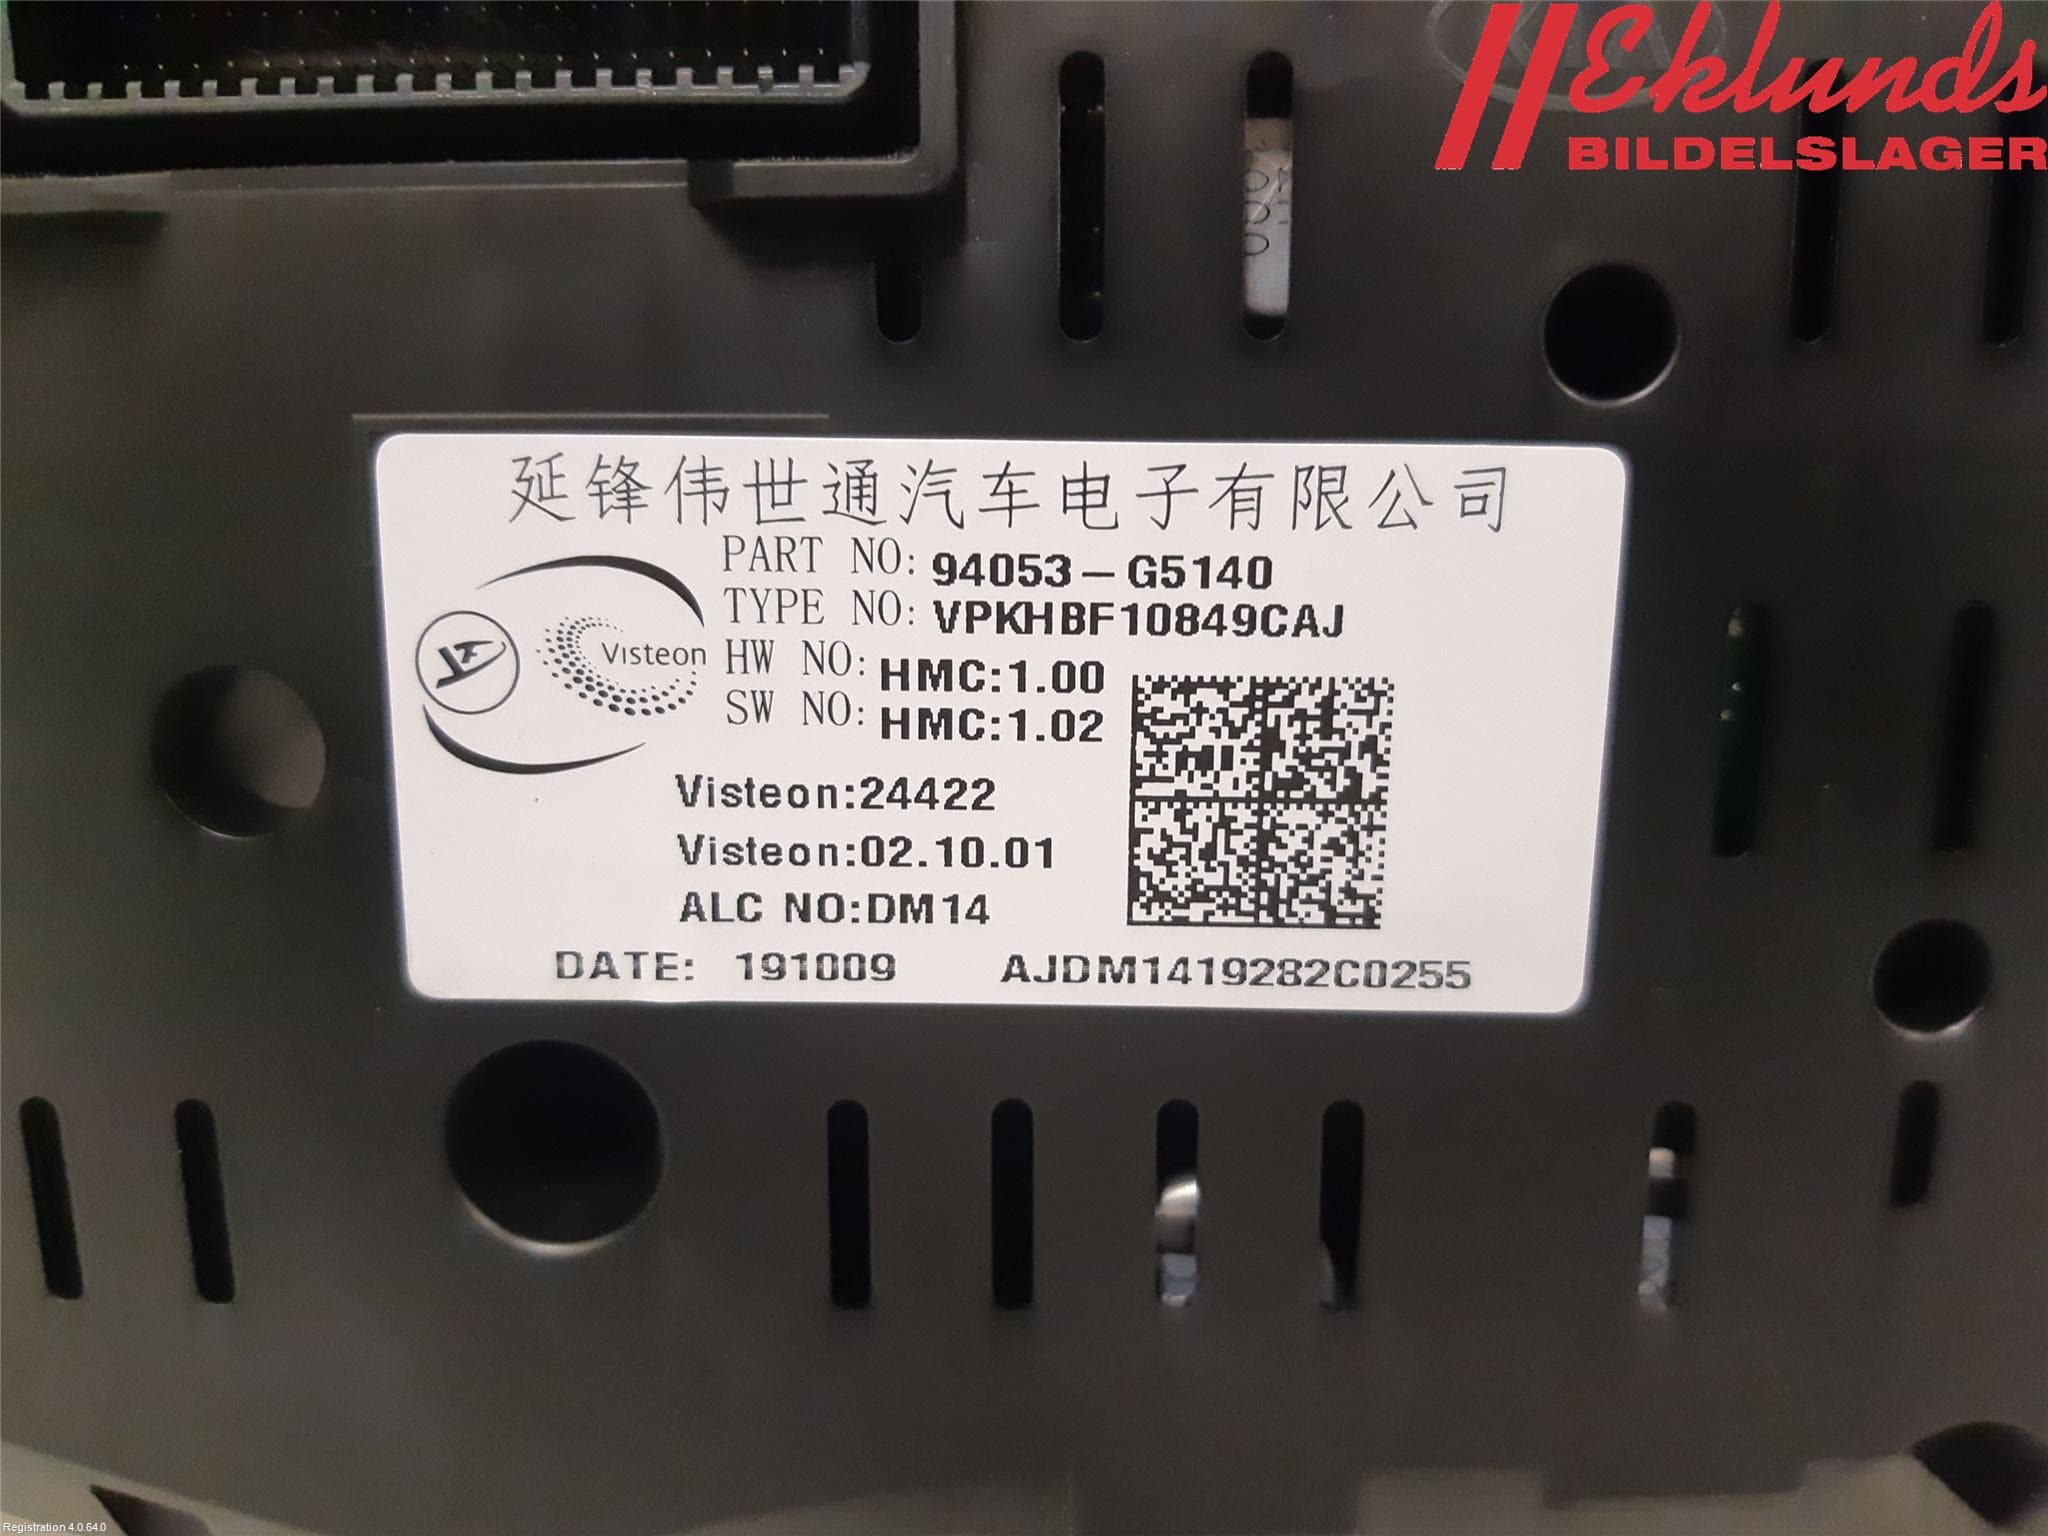 Eklunds
BILDELSLAGER
延锋伟世通汽车电子有限公司
PART NO: 94053-G5140
TYPE NO: VPKHBF10849CAJ
HW NO: HMC:1.00
SW NO: HMC:1.02
YF
Visteon
Visteon:24422
Visteon:02.10.01
ALC NO:DM14
DATE: 191009 AJDM1419282C0255
Registration 4.0.64.0